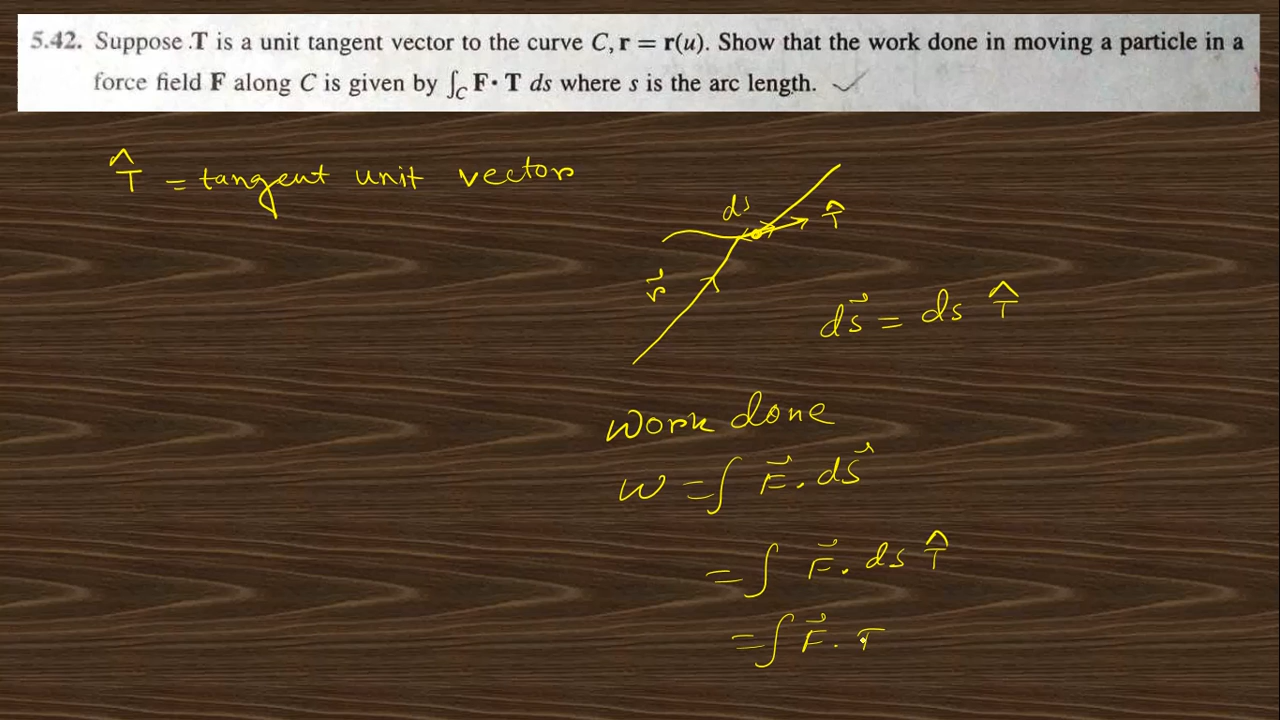 5.42. Suppose .T is a unit tangent vector to the curve C, r = r(u). Show that the work done in moving a particle in a
force field F along C is given by ∫_C F· T ds where s is the arc length.
T̂ = tangent unit vector
ds
T̂
r⃗
ds⃗ = ds T̂
Work done
W = ∫ F⃗. ds⃗
= ∫ F⃗. ds T̂
= ∫ F⃗. T